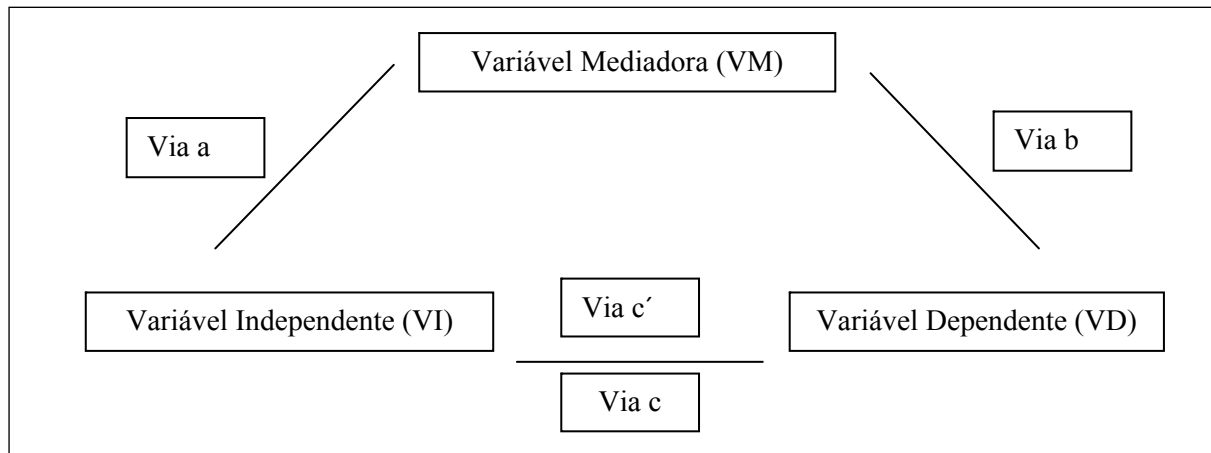 Variável Mediadora (VM)
Via a
Via b
Variável Independente (VI)
Via c´
Variável Dependente (VD)
Via c